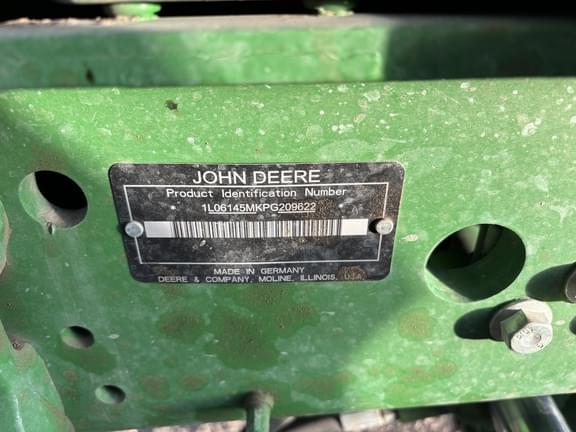 JOHN DEERE
Product Identification Number
1L06145MKPG209622
MADE IN GERMANY
DEERE & COMPANY, MOLINE, ILLINOIS, USA